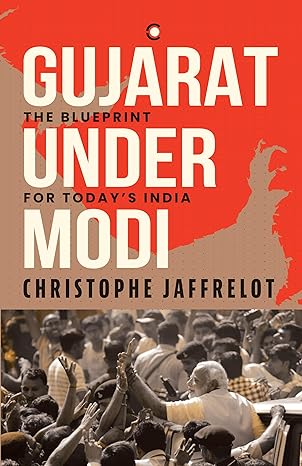 GUJARAT
THE BLUEPRINT
UNDER
FOR TODAY'S INDIA
MODI
CHRISTOPHE JAFFRELOT